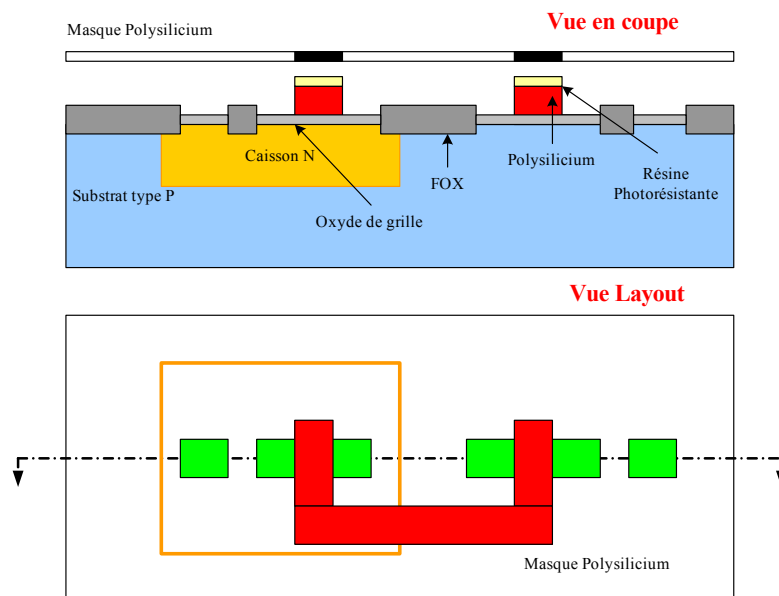 Vue en coupe
Masque Polysilicium
Caisson N
Polysilicium
Substrat type P
FOX
Résine
Photorésistante
Oxyde de grille
Vue Layout
Masque Polysilicium